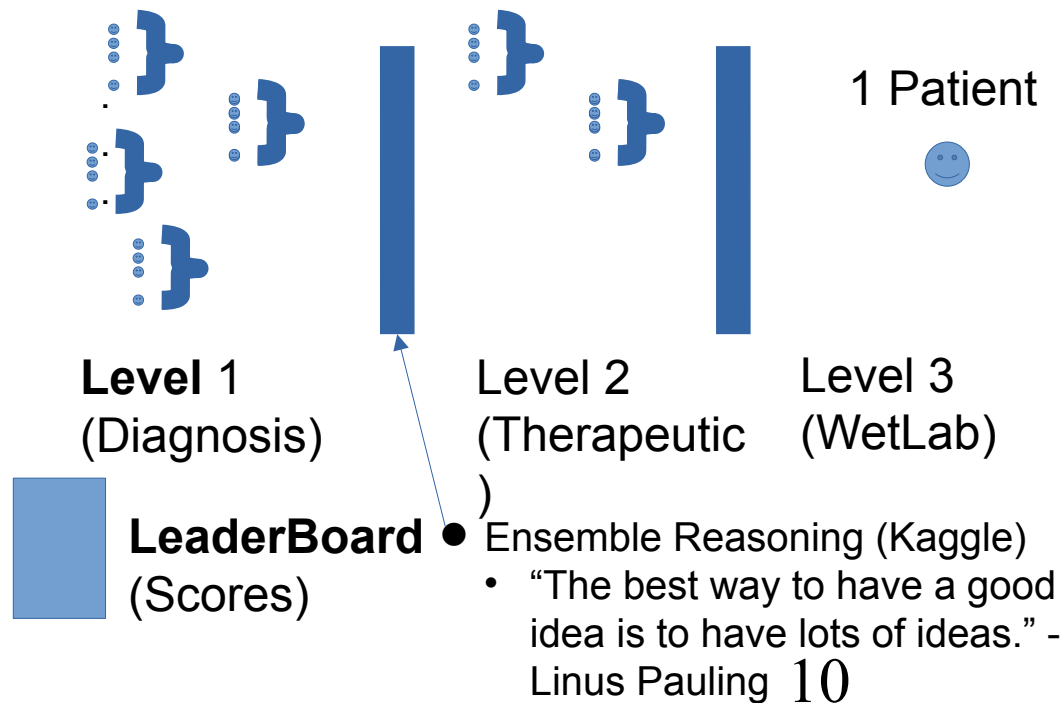 1 Patient
Level 1
(Diagnosis)
Level 2
(Therapeutic
)
Level 3
(WetLab)
LeaderBoard
(Scores)
● Ensemble Reasoning (Kaggle)
• “The best way to have a good
idea is to have lots of ideas.” -
Linus Pauling
10